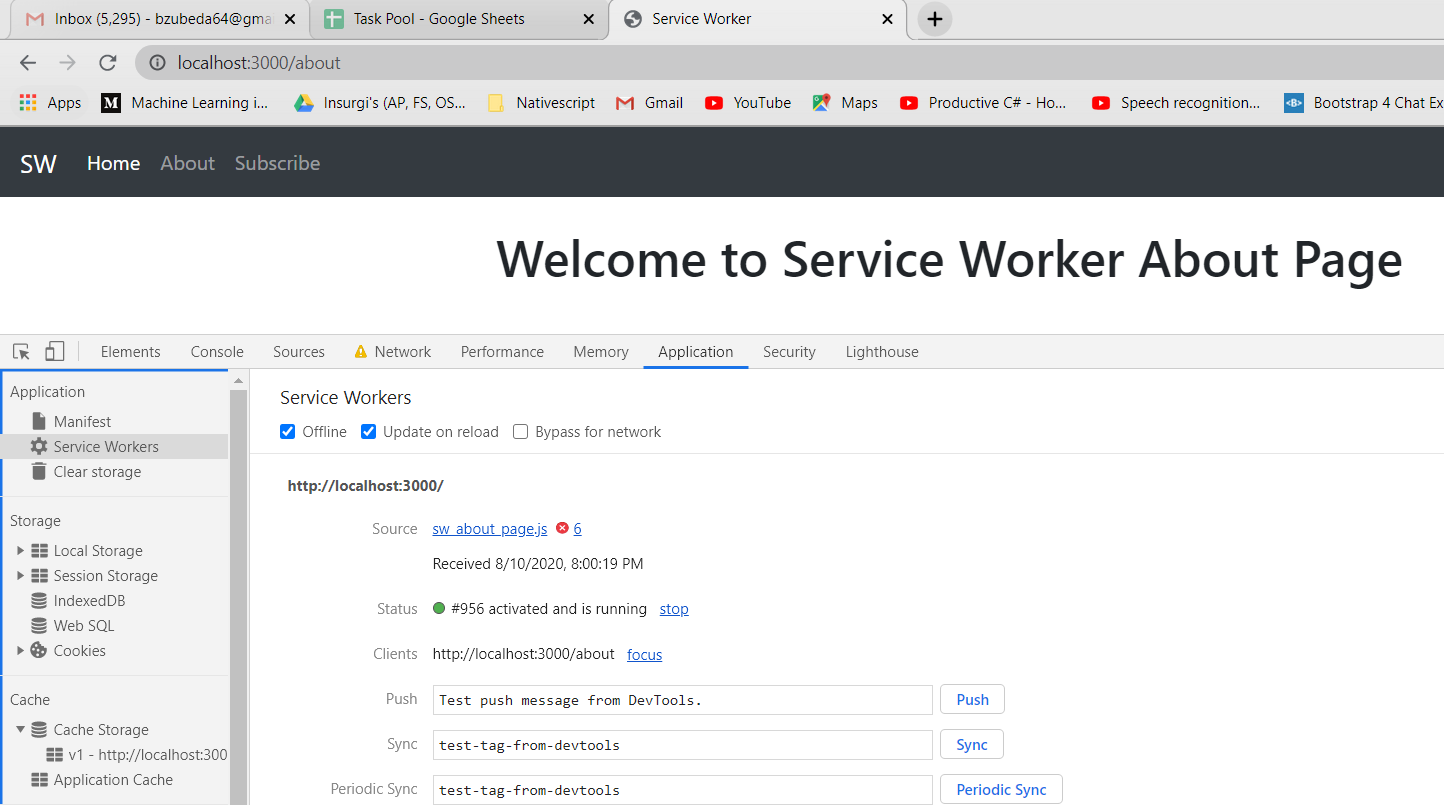 Inbox (5,295) - bzubeda64@gma
Task Pool - Google Sheets
Service Worker
localhost:3000/about
Apps
M
Machine Learning i...
Insurgi's (AP, FS, OS...
Nativescript
Gmail
YouTube
Maps
Productive C# - Ho...
Speech recognition...
<B>
Bootstrap 4 Chat Ex
SW Home About Subscribe
Welcome to Service Worker About Page
Elements Console Sources Network Performance Memory Application Security Lighthouse
Application
Manifest
Service Workers
Clear storage
Storage
Local Storage
Session Storage
IndexedDB
Web SQL
Cookies
Cache
Cache Storage
v1 - http://localhost:300
Application Cache
Service Workers
Offline Update on reload Bypass for network
http://localhost:3000/
Source sw_about_page.js 6
Received 8/10/2020, 8:00:19 PM
Status #956 activated and is running stop
Clients http://localhost:3000/about focus
Push Test push message from DevTools. Push
Sync test-tag-from-devtools Sync
Periodic Sync test-tag-from-devtools Periodic Sync